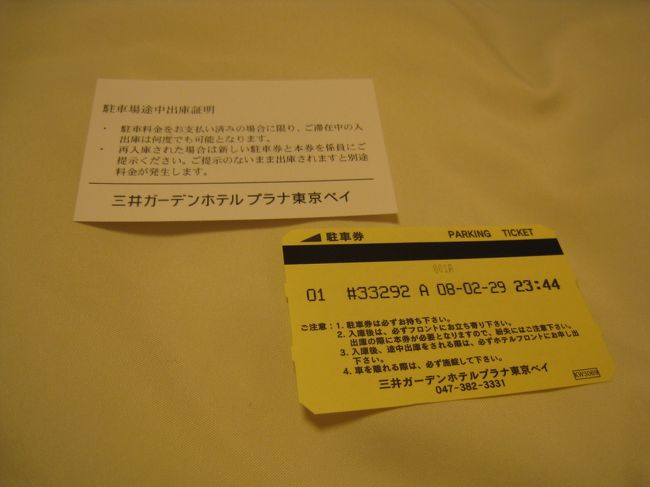 駐車場途中出庫証明
・ 駐車料金をお支払い済みの場合に限り、ご滞在中の入
出庫は何度でも可能となります。
・ 再入庫された場合は新しい駐車券と本券を係員にご
提示ください。ご提示のないまま出庫されますと別途
料金が発生します。
三井ガーデンホテル プラナ東京ベイ
駐車券 PARKING TICKET
001A
01 #33292 A 08-02-29 23:44
ご注意：1. 駐車券は必ずお持ち下さい。
2. 入庫後は、必ずフロントにお立ち寄り下さい。
出庫の際に本券が必要となりますので、紛失にはご注意下さい。
3. 入庫後、途中出庫をされる際は、必ずホテルフロントにお申し出
下さい。
4. 車を離れる際は、必ず施錠して下さい。
三井ガーデンホテルプラナ東京ベイ
047-382-3331